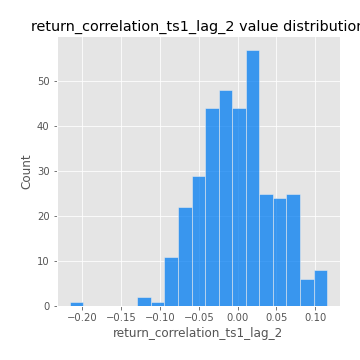 return_correlation_ts1_lag_2 value distribution
50
40
30
20
10
0
Count
−0.20 −0.15 −0.10 −0.05 0.00 0.05 0.10
return_correlation_ts1_lag_2